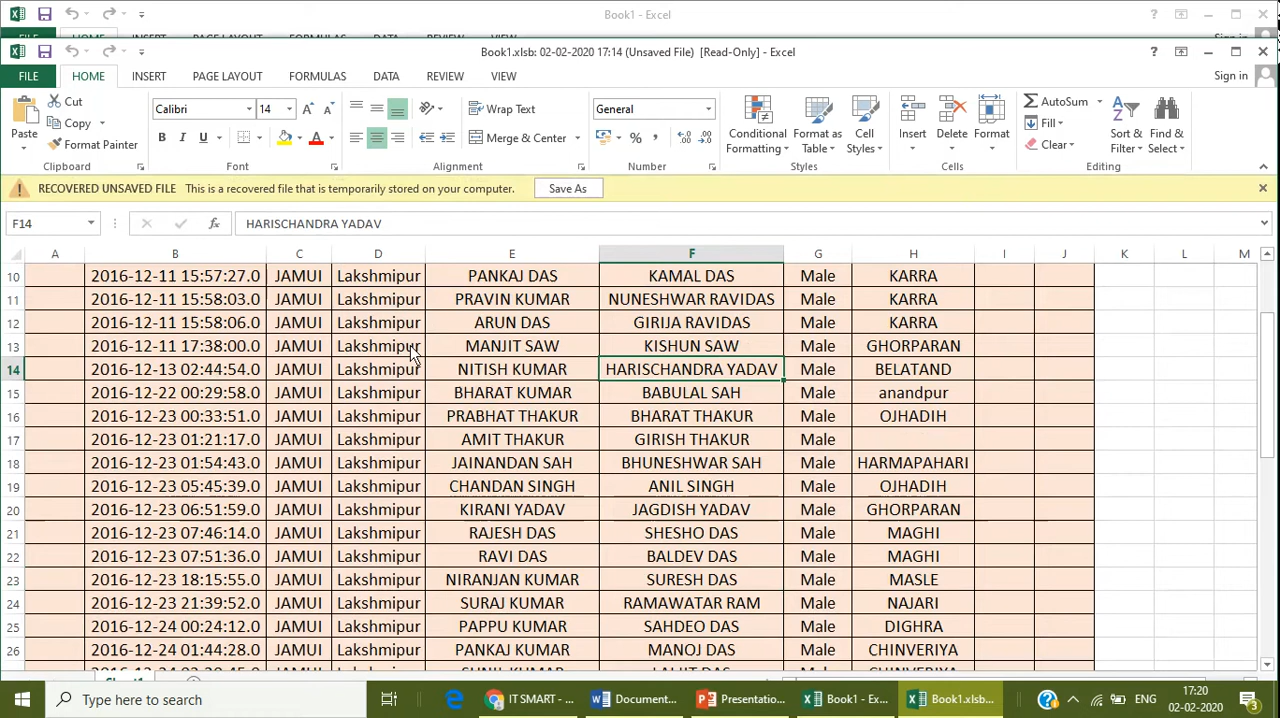 Book1 - Excel
FILE HOME INSERT PAGE LAYOUT FORMULAS DATA REVIEW VIEW Sign in
Book1.xlsb: 02-02-2020 17:14 (Unsaved File) [Read-Only] - Excel
FILE HOME INSERT PAGE LAYOUT FORMULAS DATA REVIEW VIEW Sign in
Paste Cut Copy Format Painter Clipboard
Calibri 14 B I U A Font
Wrap Text Merge & Center Alignment
General % , Number
Conditional Formatting Format as Table Cell Styles Styles
Insert Delete Format Cells
AutoSum Fill Clear Sort & Filter Find & Select Editing
RECOVERED UNSAVED FILE This is a recovered file that is temporarily stored on your computer. Save As
F14 fx HARISCHANDRA YADAV
A B C D E F G H I J K L M
10 2016-12-11 15:57:27.0 JAMUI Lakshmipur PANKAJ DAS KAMAL DAS Male KARRA
11 2016-12-11 15:58:03.0 JAMUI Lakshmipur PRAVIN KUMAR NUNESHWAR RAVIDAS Male KARRA
12 2016-12-11 15:58:06.0 JAMUI Lakshmipur ARUN DAS GIRIJA RAVIDAS Male KARRA
13 2016-12-11 17:38:00.0 JAMUI Lakshmipur MANJIT SAW KISHUN SAW Male GHORPARAN
14 2016-12-13 02:44:54.0 JAMUI Lakshmipur NITISH KUMAR HARISCHANDRA YADAV Male BELATAND
15 2016-12-22 00:29:58.0 JAMUI Lakshmipur BHARAT KUMAR BABULAL SAH Male anandpur
16 2016-12-23 00:33:51.0 JAMUI Lakshmipur PRABHAT THAKUR BHARAT THAKUR Male OJHADIH
17 2016-12-23 01:21:17.0 JAMUI Lakshmipur AMIT THAKUR GIRISH THAKUR Male
18 2016-12-23 01:54:43.0 JAMUI Lakshmipur JAINANDAN SAH BHUNESHWAR SAH Male HARMAPAHARI
19 2016-12-23 05:45:39.0 JAMUI Lakshmipur CHANDAN SINGH ANIL SINGH Male OJHADIH
20 2016-12-23 06:51:59.0 JAMUI Lakshmipur KIRANI YADAV JAGDISH YADAV Male GHORPARAN
21 2016-12-23 07:46:14.0 JAMUI Lakshmipur RAJESH DAS SHESHO DAS Male MAGHI
22 2016-12-23 07:51:36.0 JAMUI Lakshmipur RAVI DAS BALDEV DAS Male MAGHI
23 2016-12-23 18:15:55.0 JAMUI Lakshmipur NIRANJAN KUMAR SURESH DAS Male MASLE
24 2016-12-23 21:39:52.0 JAMUI Lakshmipur SURAJ KUMAR RAMAWATAR RAM Male NAJARI
25 2016-12-24 00:24:12.0 JAMUI Lakshmipur PAPPU KUMAR SAHDEO DAS Male DIGHRA
26 2016-12-24 01:44:28.0 JAMUI Lakshmipur MANOJ KUMAR MANOJ DAS Male CHINVERIYA
Type here to search IT SMART - ... Document... Presentatio... Book1 - Ex... Book1.xlsb... ENG 17:20
02-02-2020 3